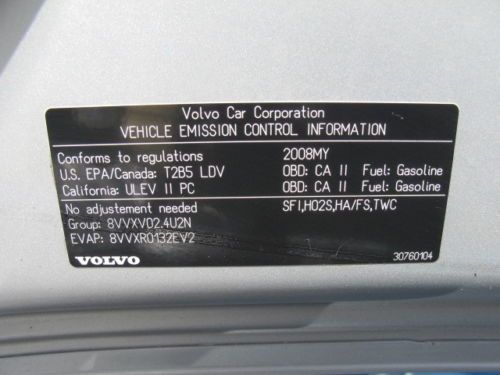 Volvo Car Corporation
VEHICLE EMISSION CONTROL INFORMATION
Conforms to regulations 2008MY
U.S. EPA/Canada: T2B5 LDV OBD: CA II Fuel: Gasoline
California: ULEV II PC OBD: CA II Fuel: Gasoline
No adjustment needed SFI,HO2S,HA/FS,TWC
Group: 8VVXV02.4U2N
EVAP: 8VVXR0132EV2
VOLVO 30760104